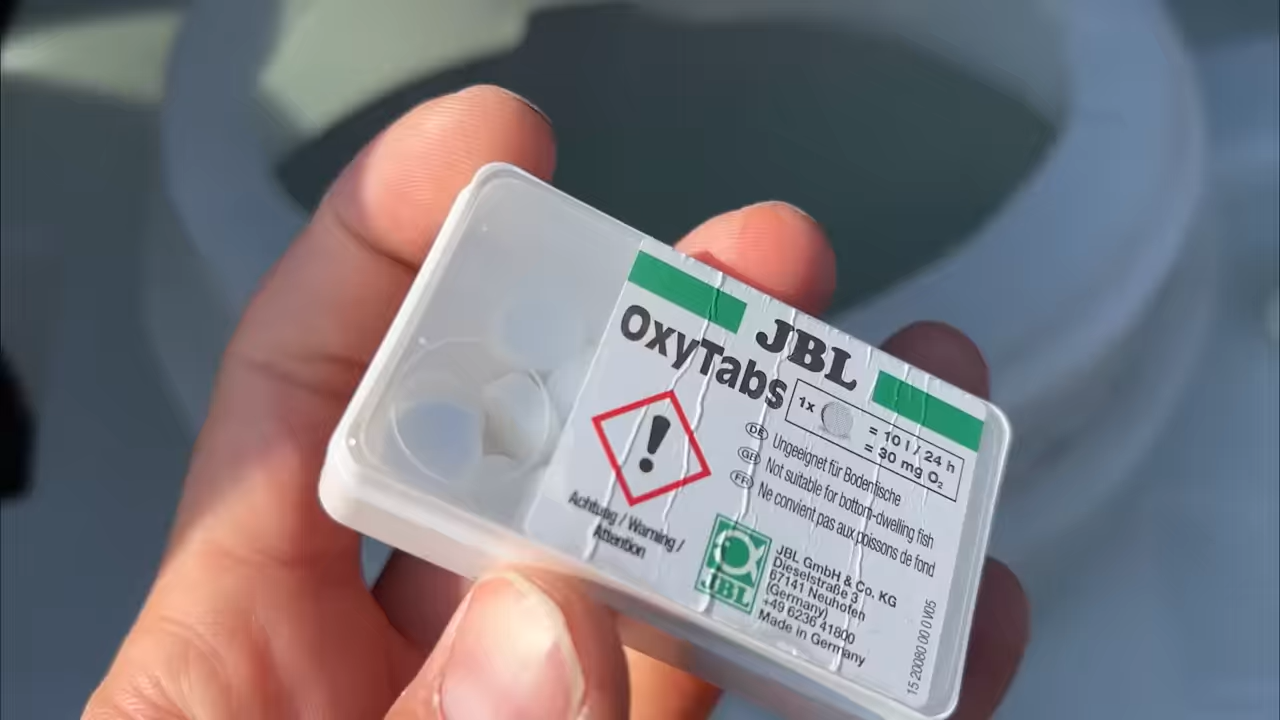 JBL
OxyTabs
1x = 10 l / 24 h
= 30 mg O₂
DE Ungeeignet für Bodenfische
GB Not suitable for bottom-dwelling fish
FR Ne convient pas aux poissons de fond
!
Achtung / Warning /
Attention
JBL
JBL GmbH & Co. KG
Dieselstraße 3
67141 Neuhofen
(Germany)
+49 6236 41800
Made in Germany
15 20080 00 0 V05